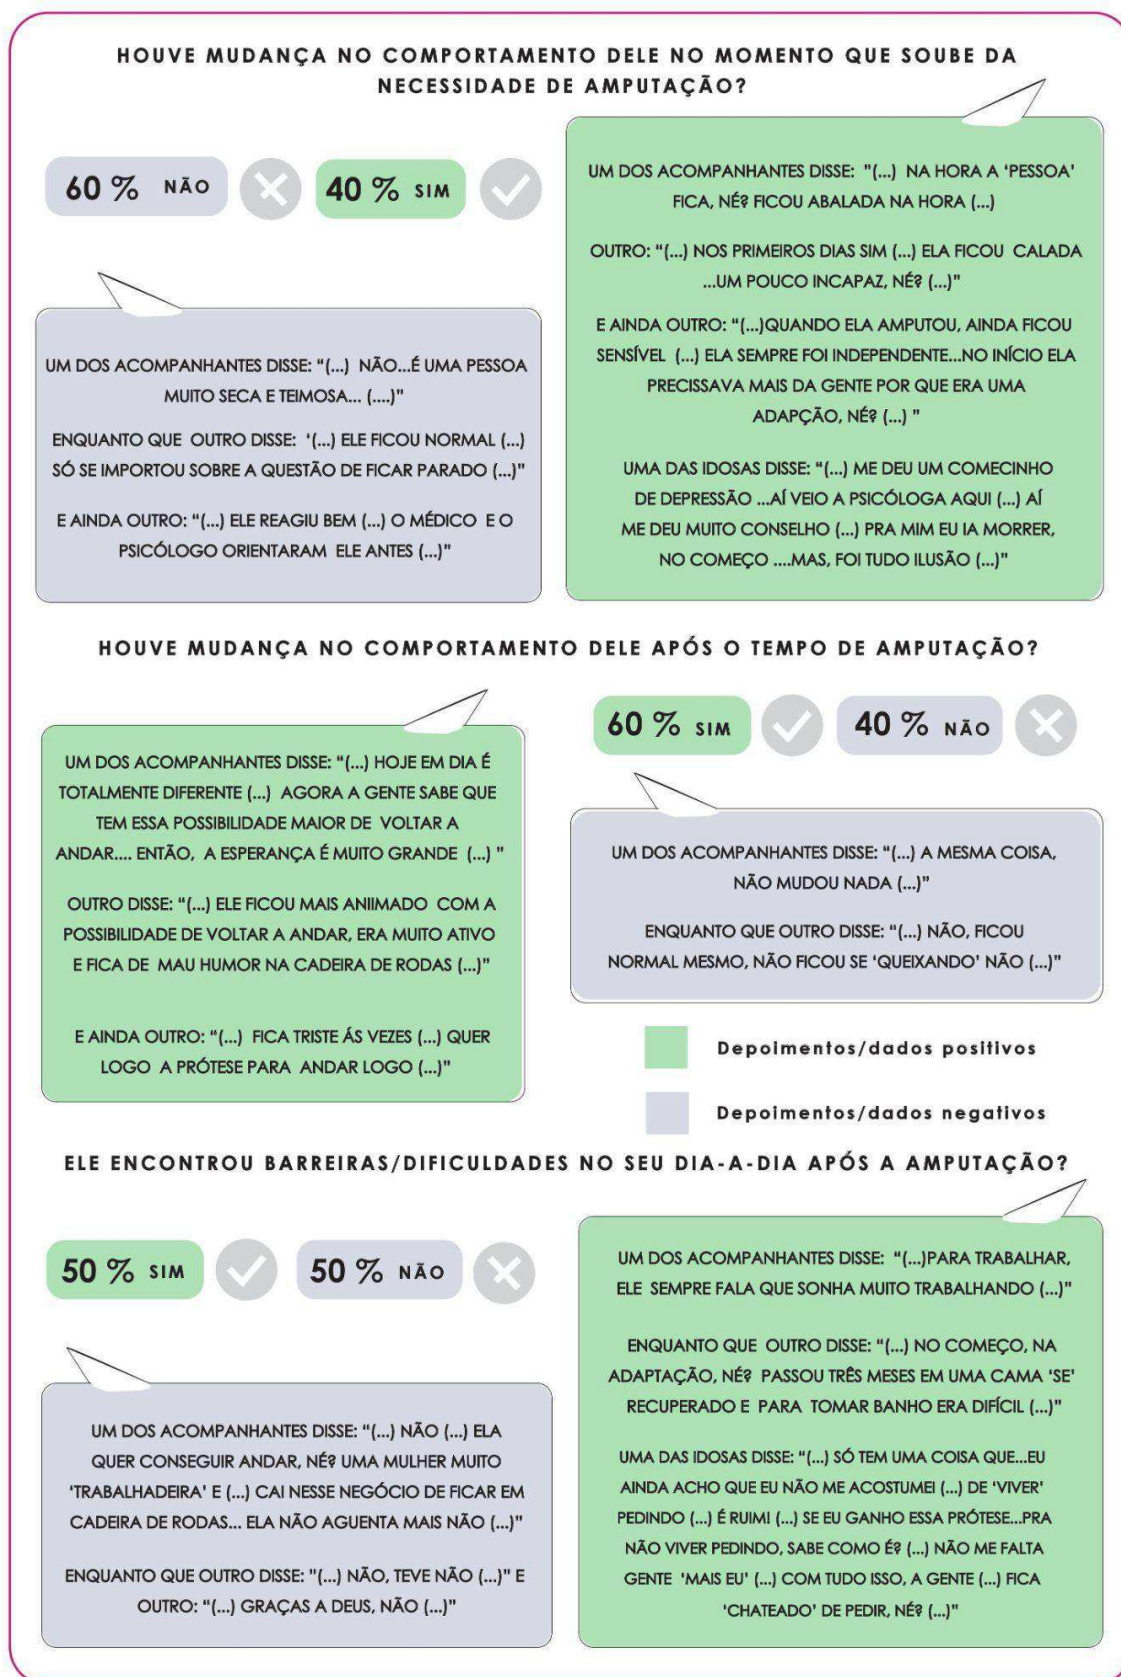 HOUVE MUDANÇA NO COMPORTAMENTO DELE NO MOMENTO QUE SOUBE DA
NECESSIDADE DE AMPUTAÇÃO?
60 % NÃO
40 % SIM
UM DOS ACOMPANHANTES DISSE: “(...) NÃO...É UMA PESSOA
MUITO SECA E TEIMOSA... (....)”
ENQUANTO QUE OUTRO DISSE: ‘(...) ELE FICOU NORMAL (...)
SÓ SE IMPORTOU SOBRE A QUESTÃO DE FICAR PARADO (...)”
E AINDA OUTRO: “(...) ELE REAGIU BEM (...) O MÉDICO E O
PSICÓLOGO ORIENTARAM ELE ANTES (...)”
UM DOS ACOMPANHANTES DISSE: "(...) NA HORA A ‘PESSOA’
FICA, NÉ? FICOU ABALADA NA HORA (...)
OUTRO: “(...) NOS PRIMEIROS DIAS SIM (...) ELA FICOU CALADA
...UM POUCO INCAPAZ, NÉ? (...)”
E AINDA OUTRO: “(...)QUANDO ELA AMPUTOU, AINDA FICOU
SENSÍVEL (...) ELA SEMPRE FOI INDEPENDENTE...NO INÍCIO ELA
PRECISSAVA MAIS DA GENTE POR QUE ERA UMA
ADAPÇÃO, NÉ? (...) ”
UMA DAS IDOSAS DISSE: “(...) ME DEU UM COMECINHO
DE DEPRESSÃO ...AÍ VEIO A PSICÓLOGA AQUI (...) AÍ
ME DEU MUITO CONSELHO (...) PRA MIM EU IA MORRER,
NO COMEÇO ....MAS, FOI TUDO ILUSÃO (...)”
HOUVE MUDANÇA NO COMPORTAMENTO DELE APÓS O TEMPO DE AMPUTAÇÃO?
UM DOS ACOMPANHANTES DISSE: “(...) HOJE EM DIA É
TOTALMENTE DIFERENTE (...) AGORA A GENTE SABE QUE
TEM ESSA POSSIBILIDADE MAIOR DE VOLTAR A
ANDAR.... ENTÃO, A ESPERANÇA É MUITO GRANDE (...) ”
OUTRO DISSE: “(...) ELE FICOU MAIS ANIIMADO COM A
POSSIBILIDADE DE VOLTAR A ANDAR, ERA MUITO ATIVO
E FICA DE MAU HUMOR NA CADEIRA DE RODAS (...)”
E AINDA OUTRO: “(...) FICA TRISTE ÁS VEZES (...) QUER
LOGO A PRÓTESE PARA ANDAR LOGO (...)”
60 % SIM
40 % NÃO
UM DOS ACOMPANHANTES DISSE: “(...) A MESMA COISA,
NÃO MUDOU NADA (...)”
ENQUANTO QUE OUTRO DISSE: “(...) NÃO, FICOU
NORMAL MESMO, NÃO FICOU SE ‘QUEIXANDO’ NÃO (...)”
Depoimentos/dados positivos
Depoimentos/dados negativos
ELE ENCONTROU BARREIRAS/DIFICULDADES NO SEU DIA-A-DIA APÓS A AMPUTAÇÃO?
50 % SIM
50 % NÃO
UM DOS ACOMPANHANTES DISSE: “(...) NÃO (...) ELA
QUER CONSEGUIR ANDAR, NÉ? UMA MULHER MUITO
‘TRABALHADEIRA’ E (...) CAI NESSE NEGÓCIO DE FICAR EM
CADEIRA DE RODAS... ELA NÃO AGUENTA MAIS NÃO (...)”
ENQUANTO QUE OUTRO DISSE: "(...) NÃO, TEVE NÃO (...)" E
OUTRO: “(...) GRAÇAS A DEUS, NÃO (...)”
UM DOS ACOMPANHANTES DISSE: “(...)PARA TRABALHAR,
ELE SEMPRE FALA QUE SONHA MUITO TRABALHANDO (...)”
ENQUANTO QUE OUTRO DISSE: “(...) NO COMEÇO, NA
ADAPTAÇÃO, NÉ? PASSOU TRÊS MESES EM UMA CAMA ‘SE’
RECUPERADO E PARA TOMAR BANHO ERA DIFÍCIL (...)”
UMA DAS IDOSAS DISSE: “(...) SÓ TEM UMA COISA QUE...EU
AINDA ACHO QUE EU NÃO ME ACOSTUMEI (...) DE ‘VIVER’
PEDINDO (...) É RUIM! (...) SE EU GANHO ESSA PRÓTESE...PRA
NÃO VIVER PEDINDO, SABE COMO É? (...) NÃO ME FALTA
GENTE ‘MAIS EU’ (...) COM TUDO ISSO, A GENTE (...) FICA
‘CHATEADO’ DE PEDIR, NÉ? (...)”